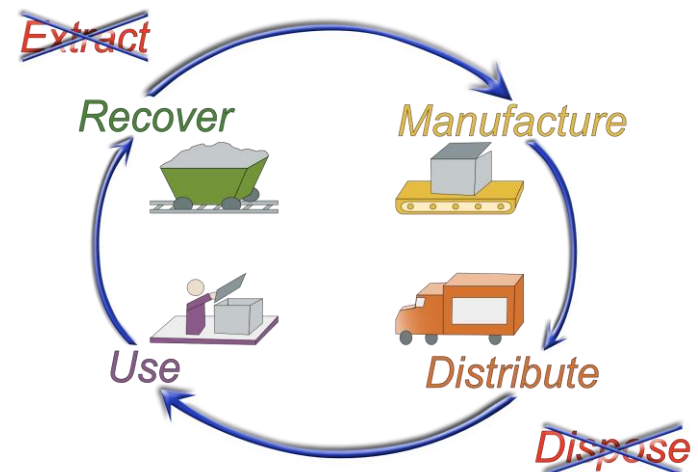 Extract
Recover
Manufacture
Use
Distribute
Dispose